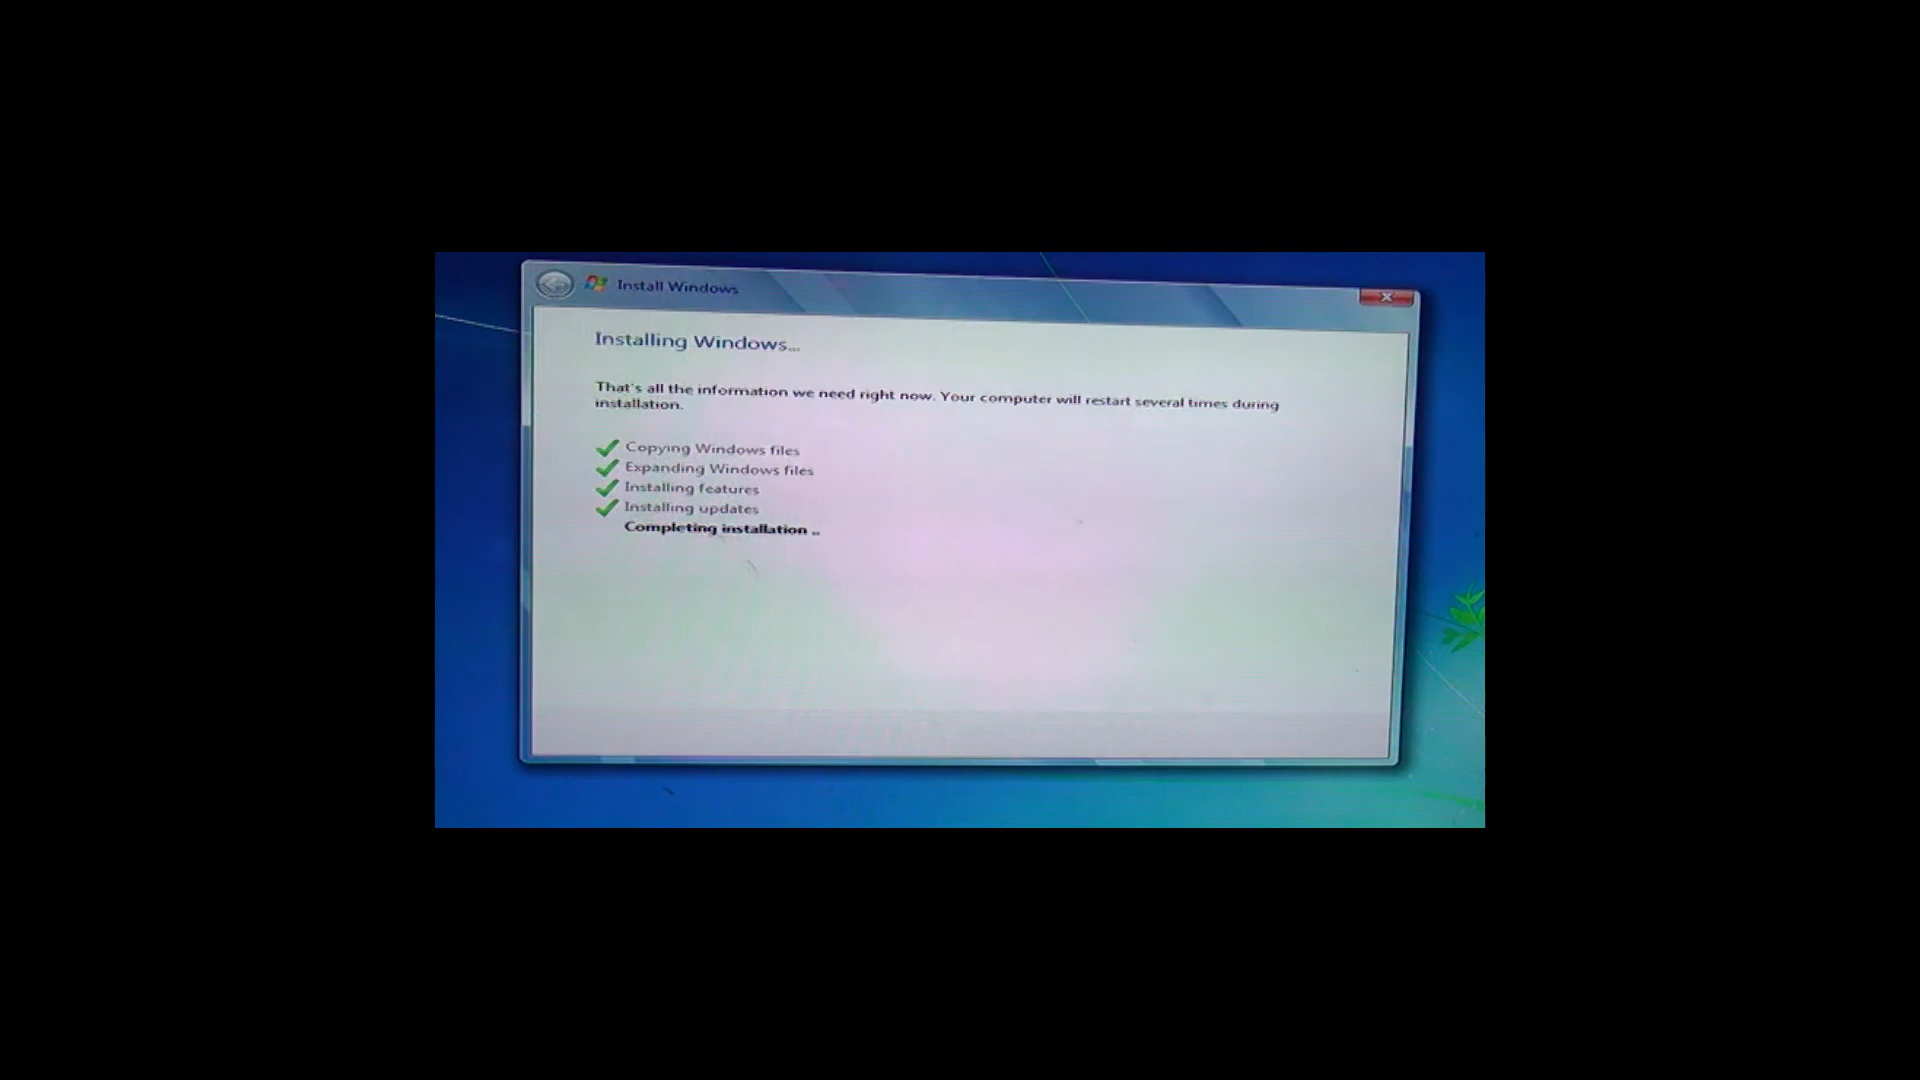 Install Windows
Installing Windows...
That's all the information we need right now. Your computer will restart several times during
installation.
Copying Windows files
Expanding Windows files
Installing features
Installing updates
Completing installation ..